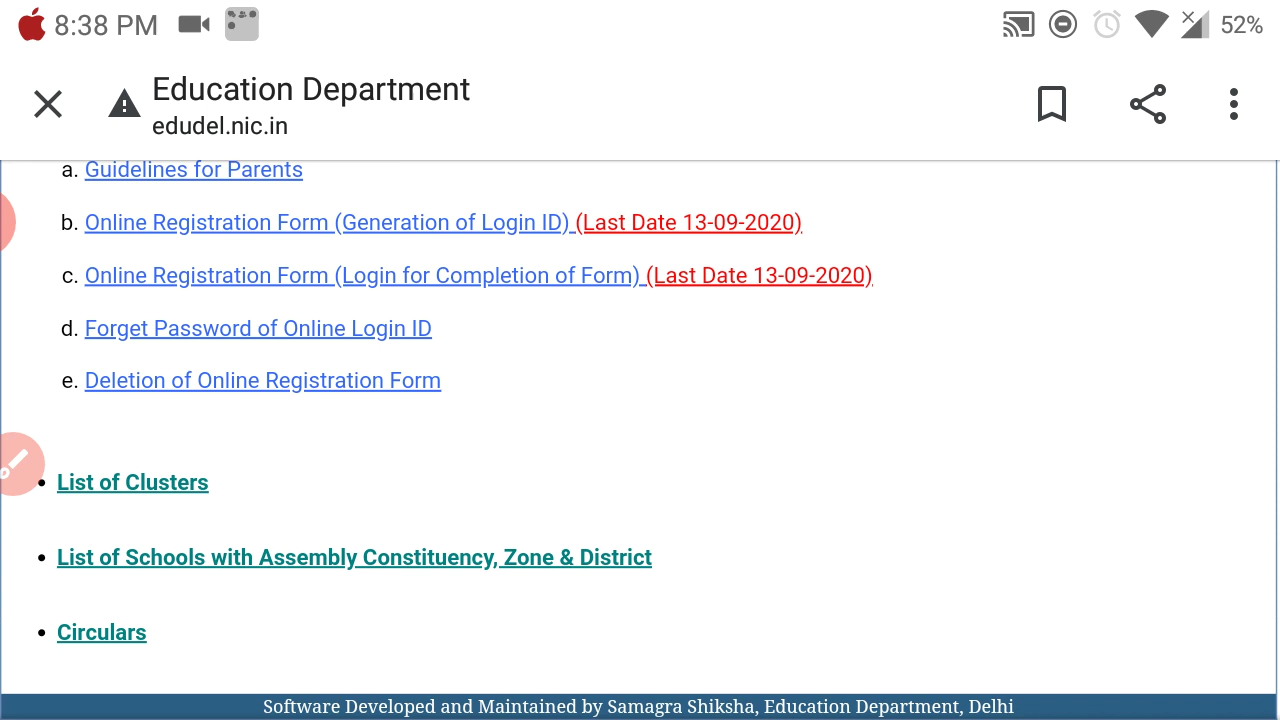 8:38 PM
52%
Education Department
edudel.nic.in
a. Guidelines for Parents
b. Online Registration Form (Generation of Login ID) (Last Date 13-09-2020)
c. Online Registration Form (Login for Completion of Form) (Last Date 13-09-2020)
d. Forget Password of Online Login ID
e. Deletion of Online Registration Form
• List of Clusters
• List of Schools with Assembly Constituency, Zone & District
• Circulars
Software Developed and Maintained by Samagra Shiksha, Education Department, Delhi